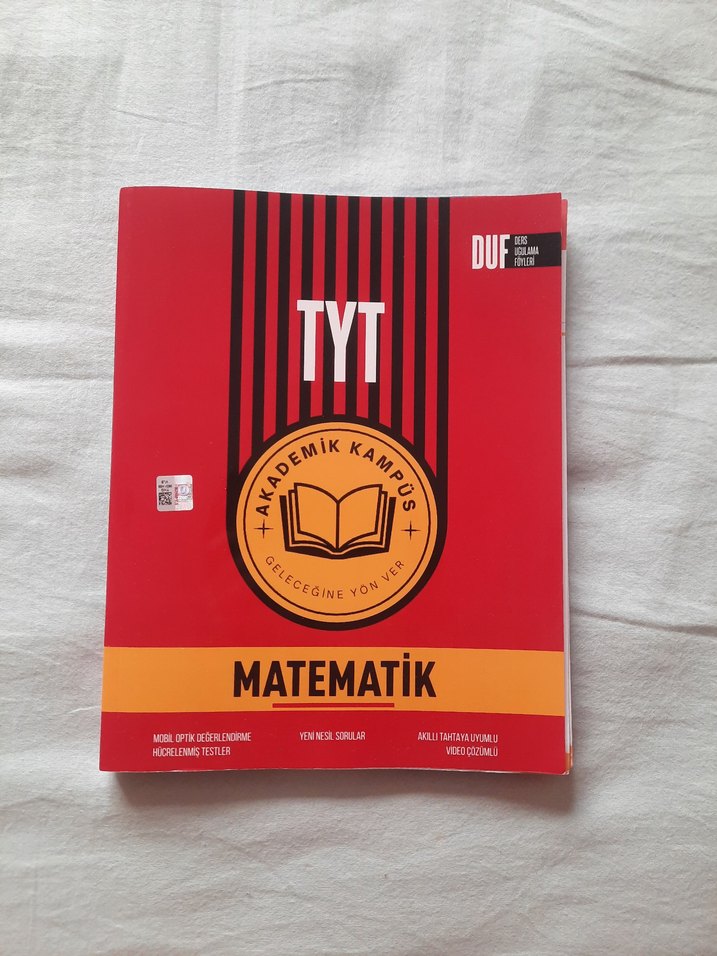 DUF
DERS
UGULAMA
FÖYLERİ
TYT
AKADEMİK KAMPÜS
GELECEĞİNE YÖN VER
MATEMATİK
MOBİL OPTİK DEĞERLENDİRME
HÜCRELENMİŞ TESTLER
YENİ NESİL SORULAR
AKILLI TAHTAYA UYUMLU
VİDEO ÇÖZÜMLÜ